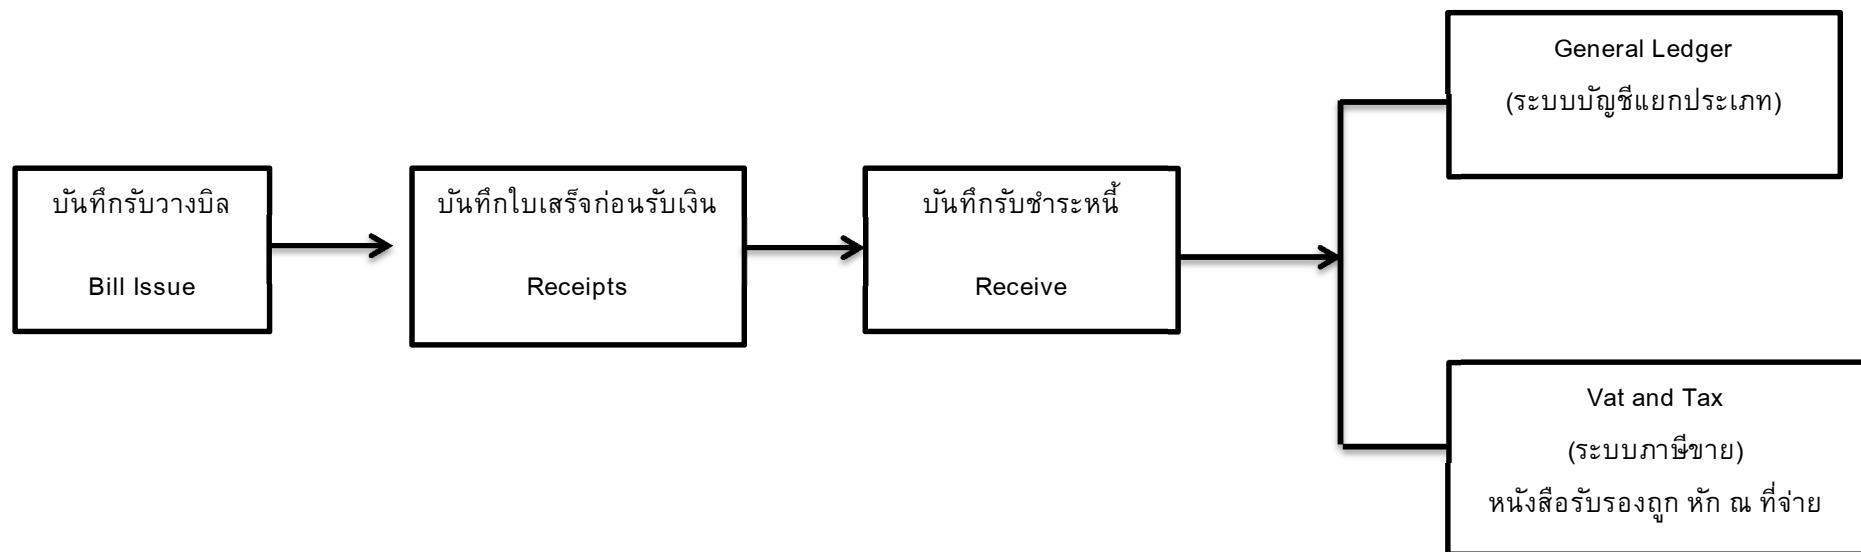 บันทึกรับวางบิล
Bill Issue
บันทึกใบเสร็จก่อนรับเงิน
Receipts
บันทึกรับชำระหนี้
Receive
General Ledger
(ระบบบัญชีแยกประเภท)
Vat and Tax
(ระบบภาษีขาย)
หนังสือรับรองถูก หัก ณ ที่จ่าย